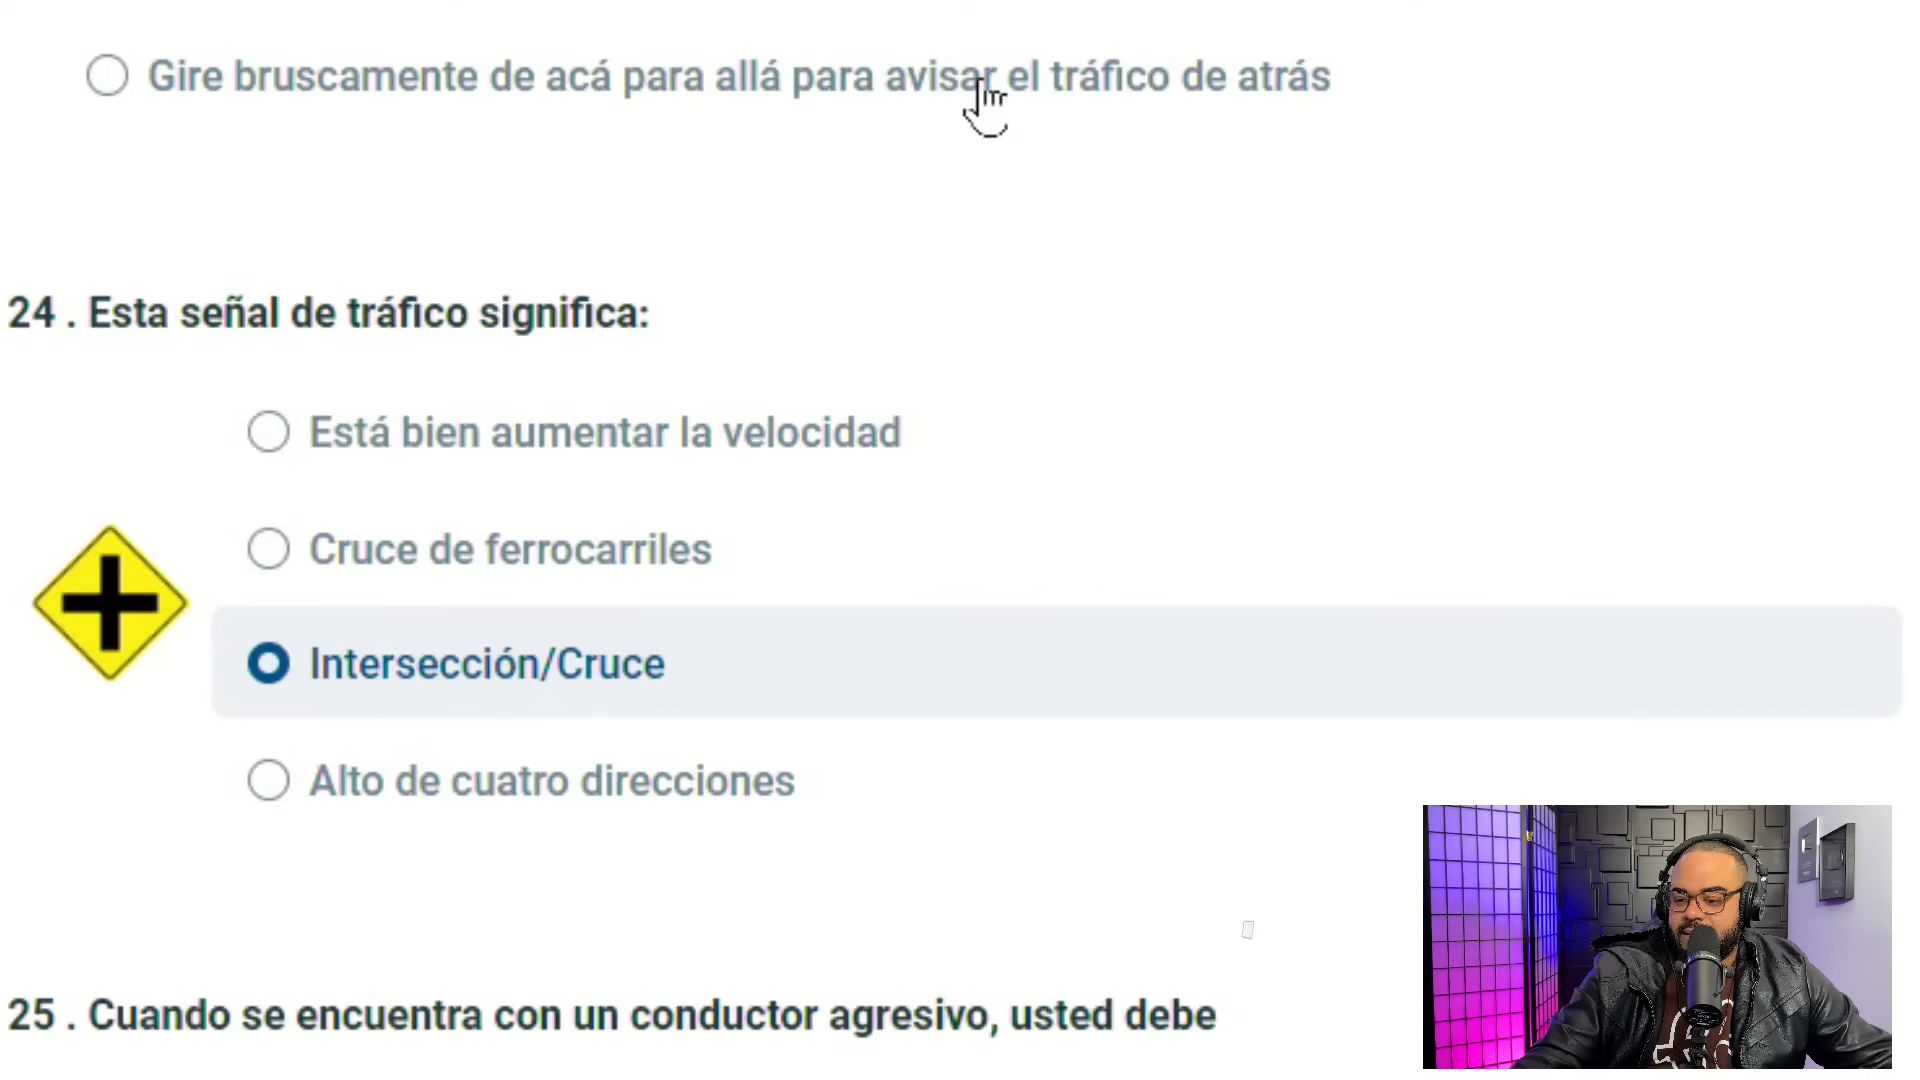 Gire bruscamente de acá para allá para avisar el tráfico de atrás
24 . Esta señal de tráfico significa:
Está bien aumentar la velocidad
Cruce de ferrocarriles
Intersección/Cruce
Alto de cuatro direcciones
25 . Cuando se encuentra con un conductor agresivo, usted debe